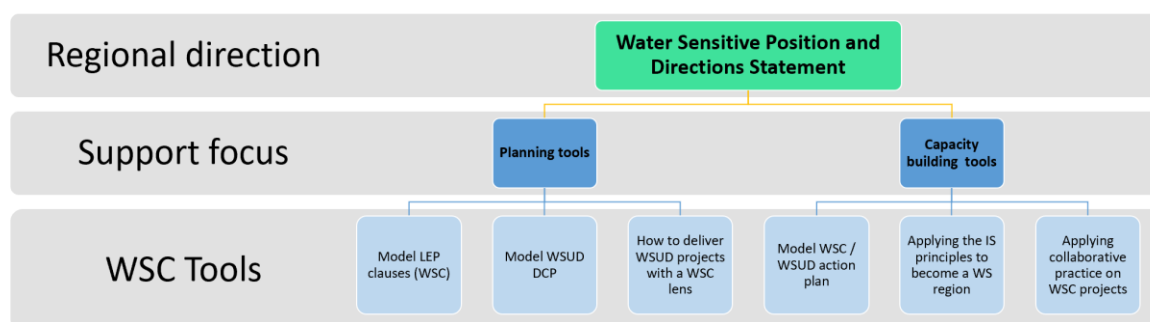 Regional direction
Water Sensitive Position and
Directions Statement
Support focus
Planning tools
Capacity
building tools
WSC Tools
Model LEP
clauses (WSC)
Model WSUD
DCP
How to deliver
WSUD projects
with a WSC
lens
Model WSC /
WSUD action
plan
Applying the IS
principles to
become a WS
region
Applying
collaborative
practice on
WSC projects